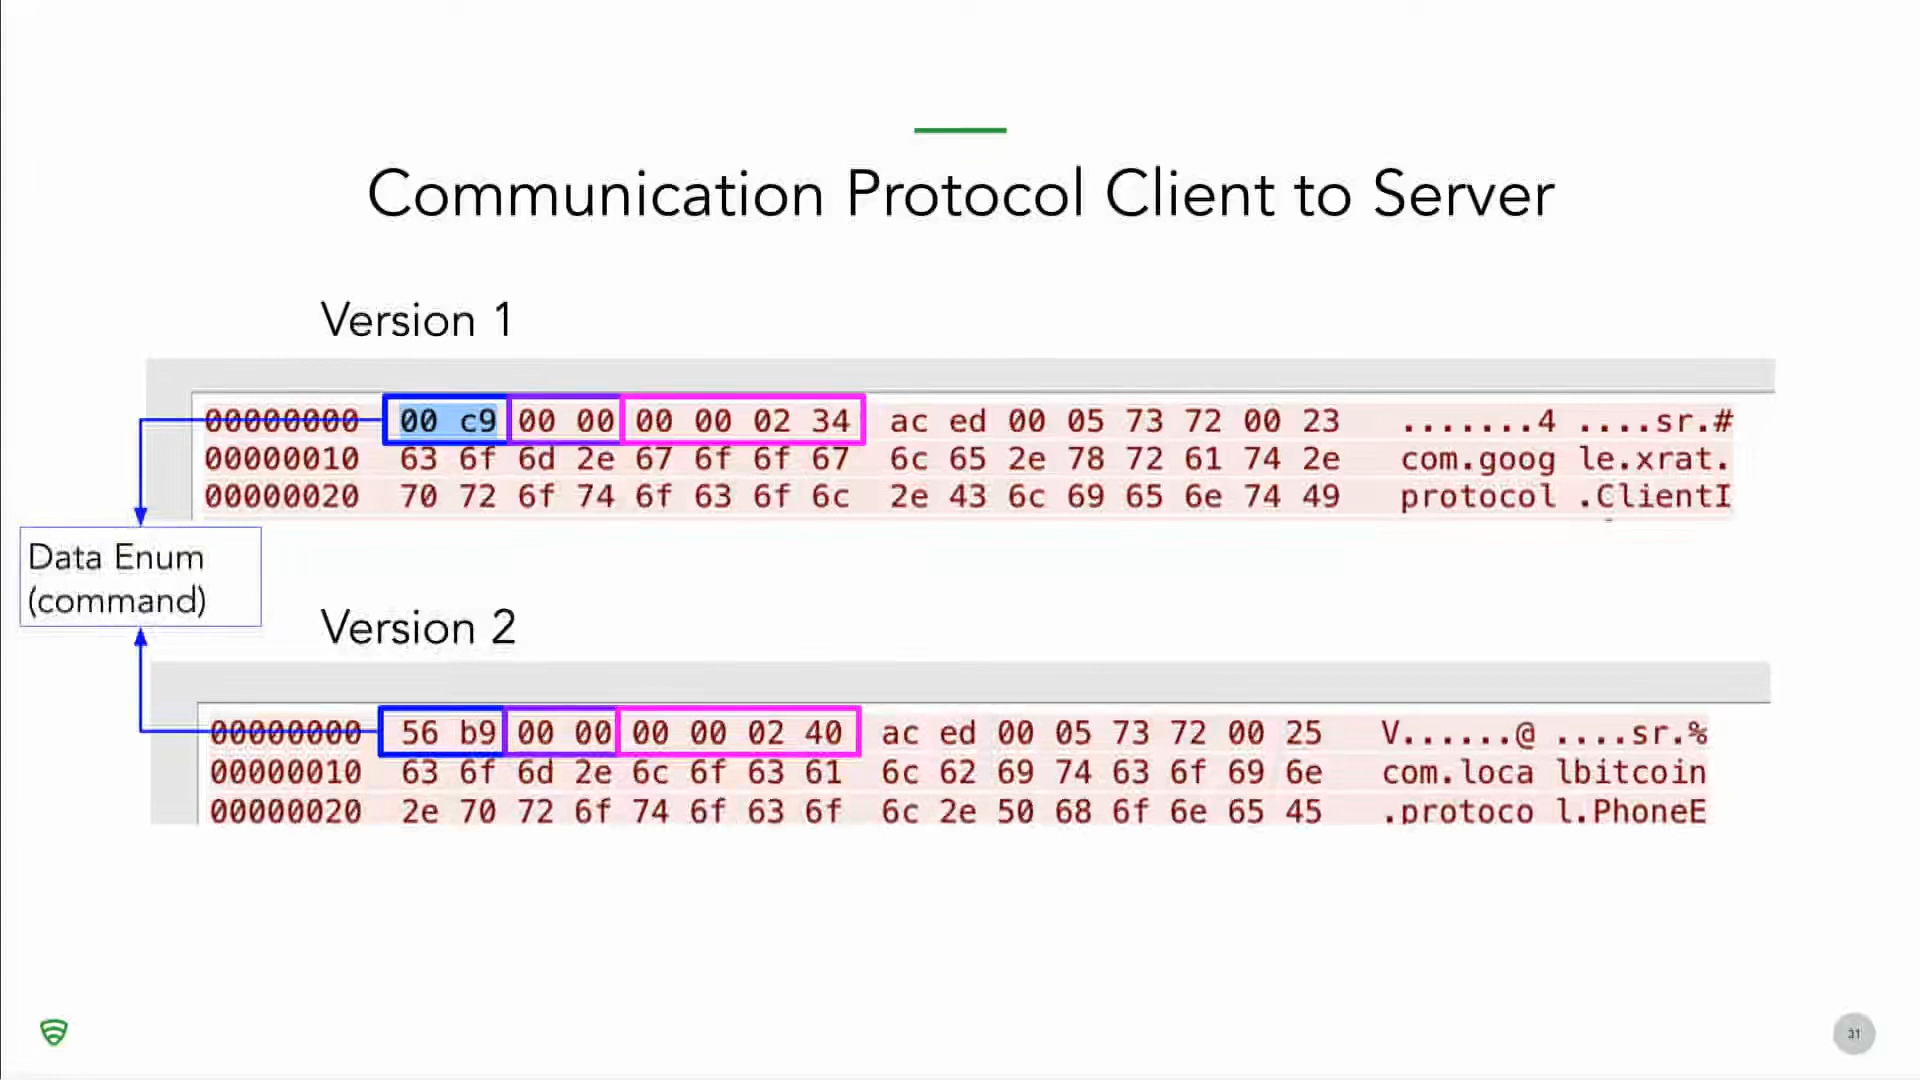 Communication Protocol Client to Server
Version 1
00000000 00 c9 00 00 00 00 02 34 ac ed 00 05 73 72 00 23 .......4 ....sr.#
00000010 63 6f 6d 2e 67 6f 6f 67 6c 65 2e 78 72 61 74 2e com.goog le.xrat.
00000020 70 72 6f 74 6f 63 6f 6c 2e 43 6c 69 65 6e 74 49 protocol .ClientI
Data Enum
(command)
Version 2
00000000 56 b9 00 00 00 00 02 40 ac ed 00 05 73 72 00 25 V......@ ....sr.%
00000010 63 6f 6d 2e 6c 6f 63 61 6c 62 69 74 63 6f 69 6e com.loca lbitcoin
00000020 2e 70 72 6f 74 6f 63 6f 6c 2e 50 68 6f 6e 65 45 .protoco l.PhoneE
31